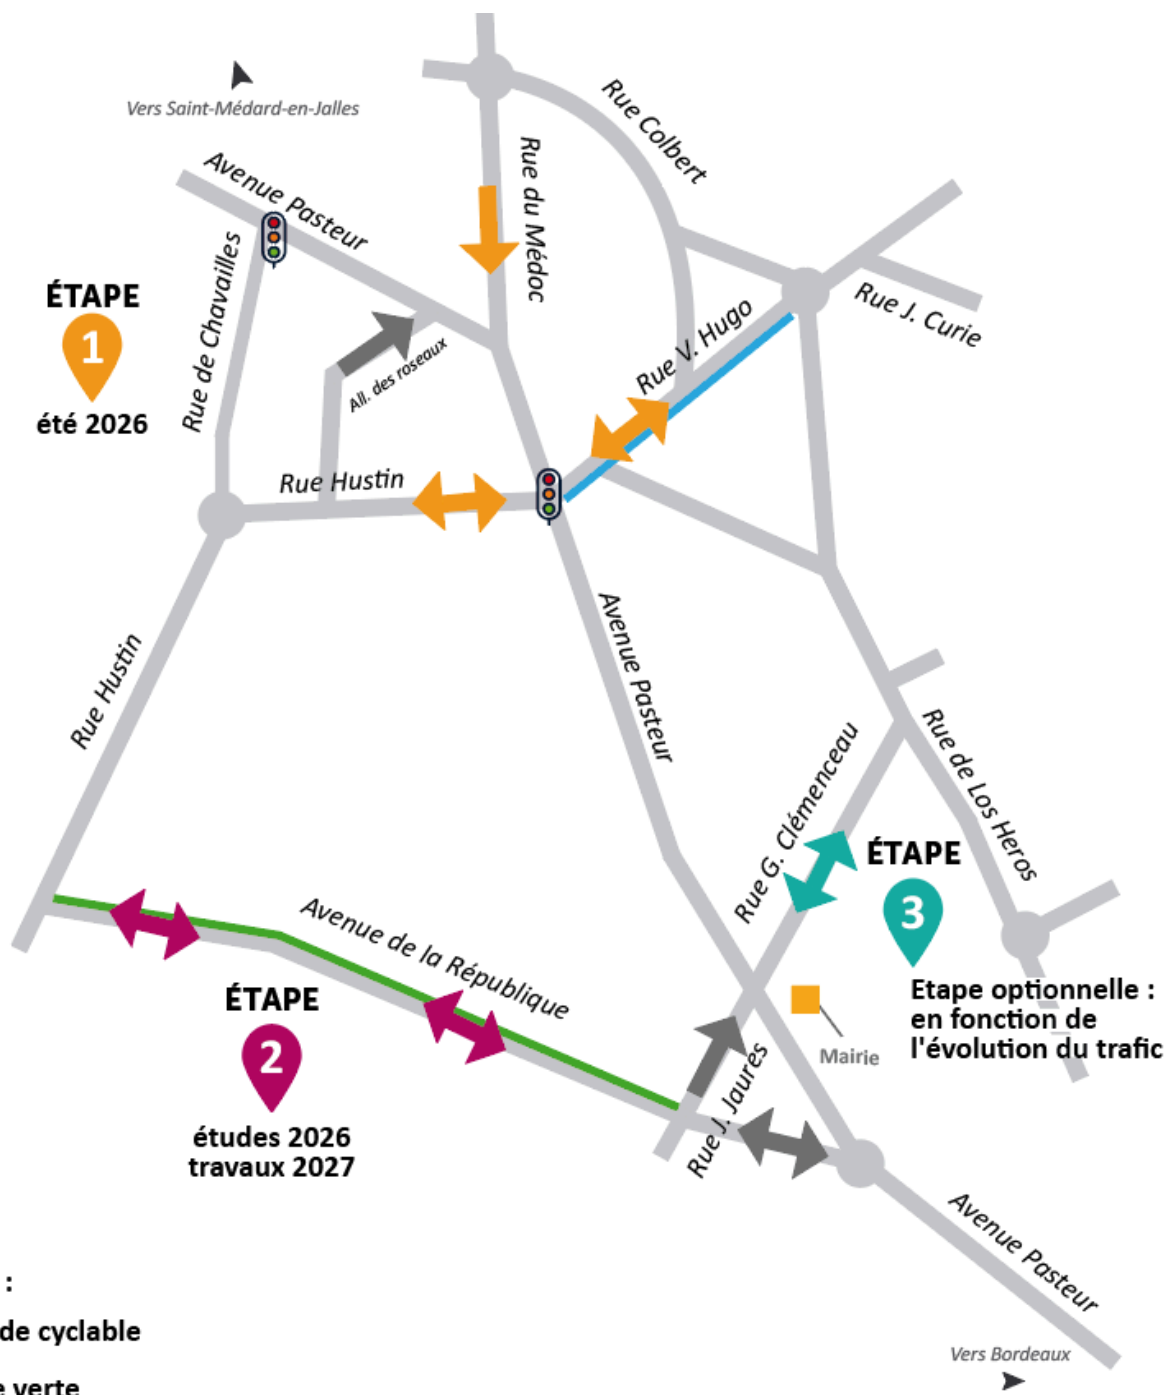 Vers Saint-Médard-en-Jalles
Rue Colbert
Rue du Médoc
Avenue Pasteur
Rue de Chavailles
ÉTAPE
1
été 2026
All. des roseaux
Rue V. Hugo
Rue J. Curie
Rue Hustin
Rue Hustin
Avenue Pasteur
Rue de Los Heros
Rue G. Clémenceau
ÉTAPE
3
Etape optionnelle :
en fonction de
l'évolution du trafic
Avenue de la République
ÉTAPE
2
études 2026
travaux 2027
Mairie
Rue J. Jaurès
Avenue Pasteur
Vers Bordeaux
:
de cyclable
verte